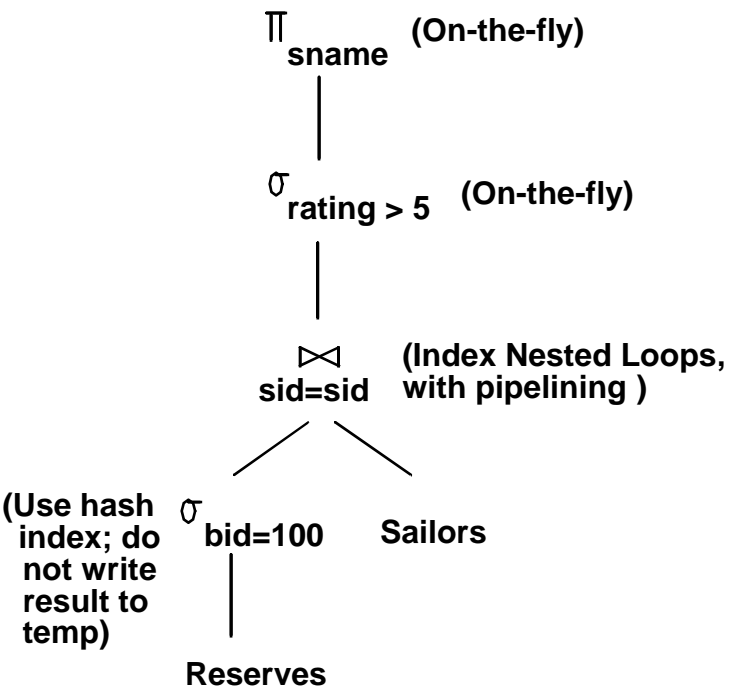 π sname (On-the-fly)
σ rating > 5 (On-the-fly)
⋈ (Index Nested Loops,
sid=sid with pipelining )
(Use hash
index; do
not write
result to
temp)
σ bid=100 Sailors
Reserves